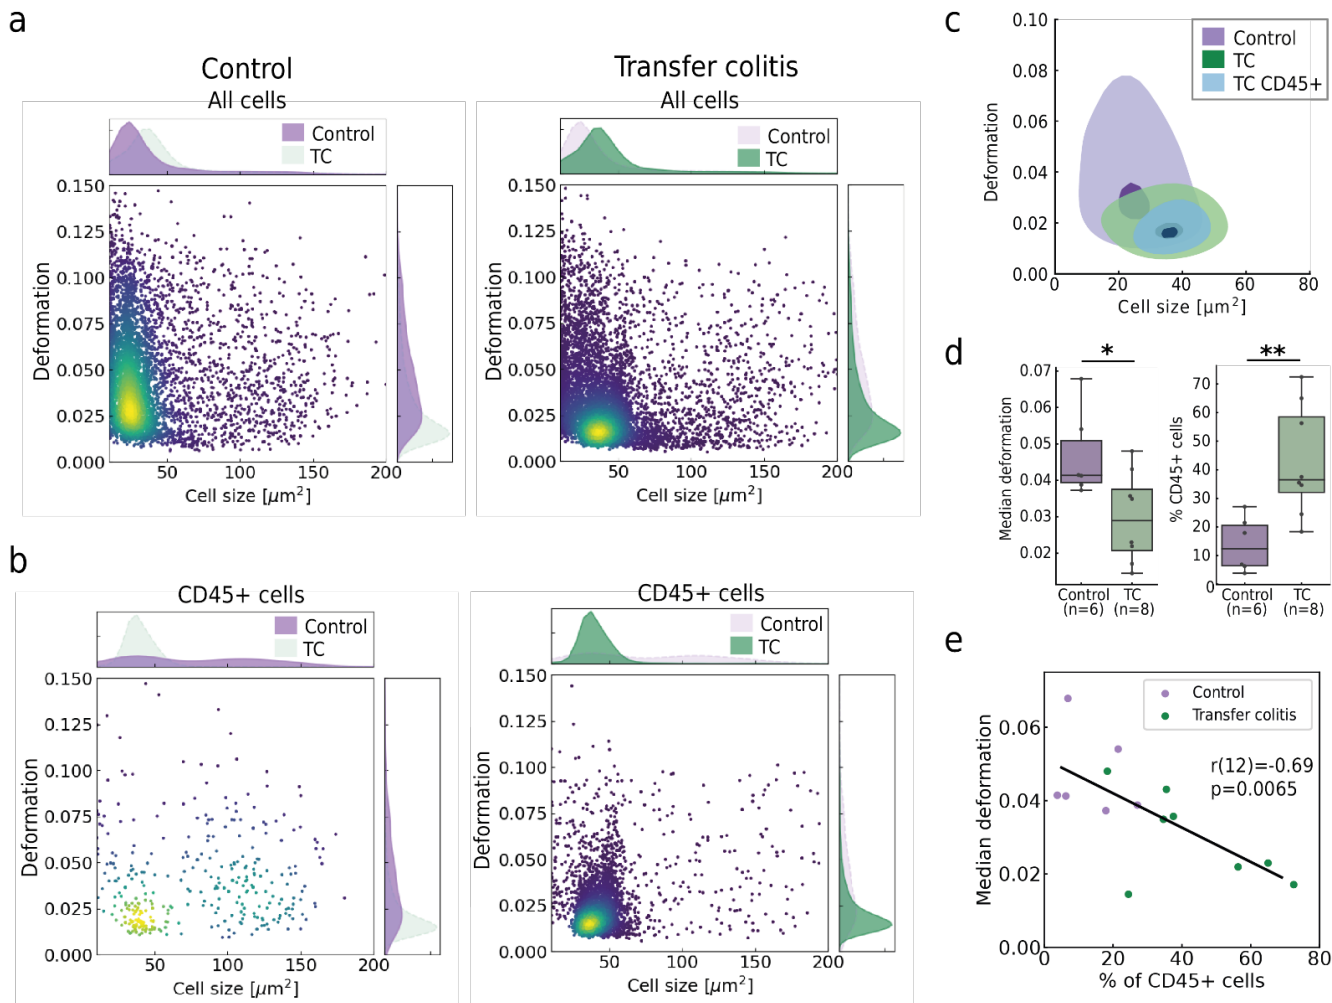 a
Control
All cells
Control
TC
0.150
0.125
0.100
0.075
0.050
0.025
0.000
Deformation
50 100 150 200
Cell size [μm²]
Transfer colitis
All cells
Control
TC
0.150
0.125
0.100
0.075
0.050
0.025
0.000
Deformation
50 100 150 200
Cell size [μm²]
b
CD45+ cells
Control
TC
0.150
0.125
0.100
0.075
0.050
0.025
0.000
Deformation
50 100 150 200
Cell size [μm²]
CD45+ cells
Control
TC
0.150
0.125
0.100
0.075
0.050
0.025
0.000
Deformation
50 100 150 200
Cell size [μm²]
c
0.10
0.08
0.06
0.04
0.02
0.00
Deformation
Control
TC
TC CD45+
0 20 40 60 80
Cell size [μm²]
d
*
0.07
0.06
0.05
0.04
0.03
0.02
Median deformation
Control TC
(n=6) (n=8)
**
70
60
50
40
30
20
10
0
% CD45+ cells
Control TC
(n=6) (n=8)
e
Control
Transfer colitis
r(12)=-0.69
p=0.0065
0.06
0.04
0.02
0.00
Median deformation
0 20 40 60 80
% of CD45+ cells